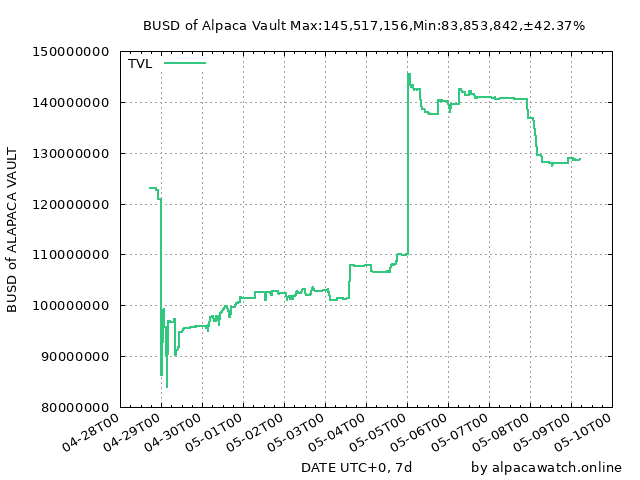 BUSD of Alpaca Vault Max:145,517,156,Min:83,853,842,±42.37%
TVL
150000000
140000000
130000000
120000000
110000000
100000000
90000000
80000000
BUSD of ALAPACA VAULT
04-28T00
04-29T00
04-30T00
05-01T00
05-02T00
05-03T00
05-04T00
05-05T00
05-06T00
05-07T00
05-08T00
05-09T00
05-10T00
DATE UTC+0, 7d
by alpacawatch.online